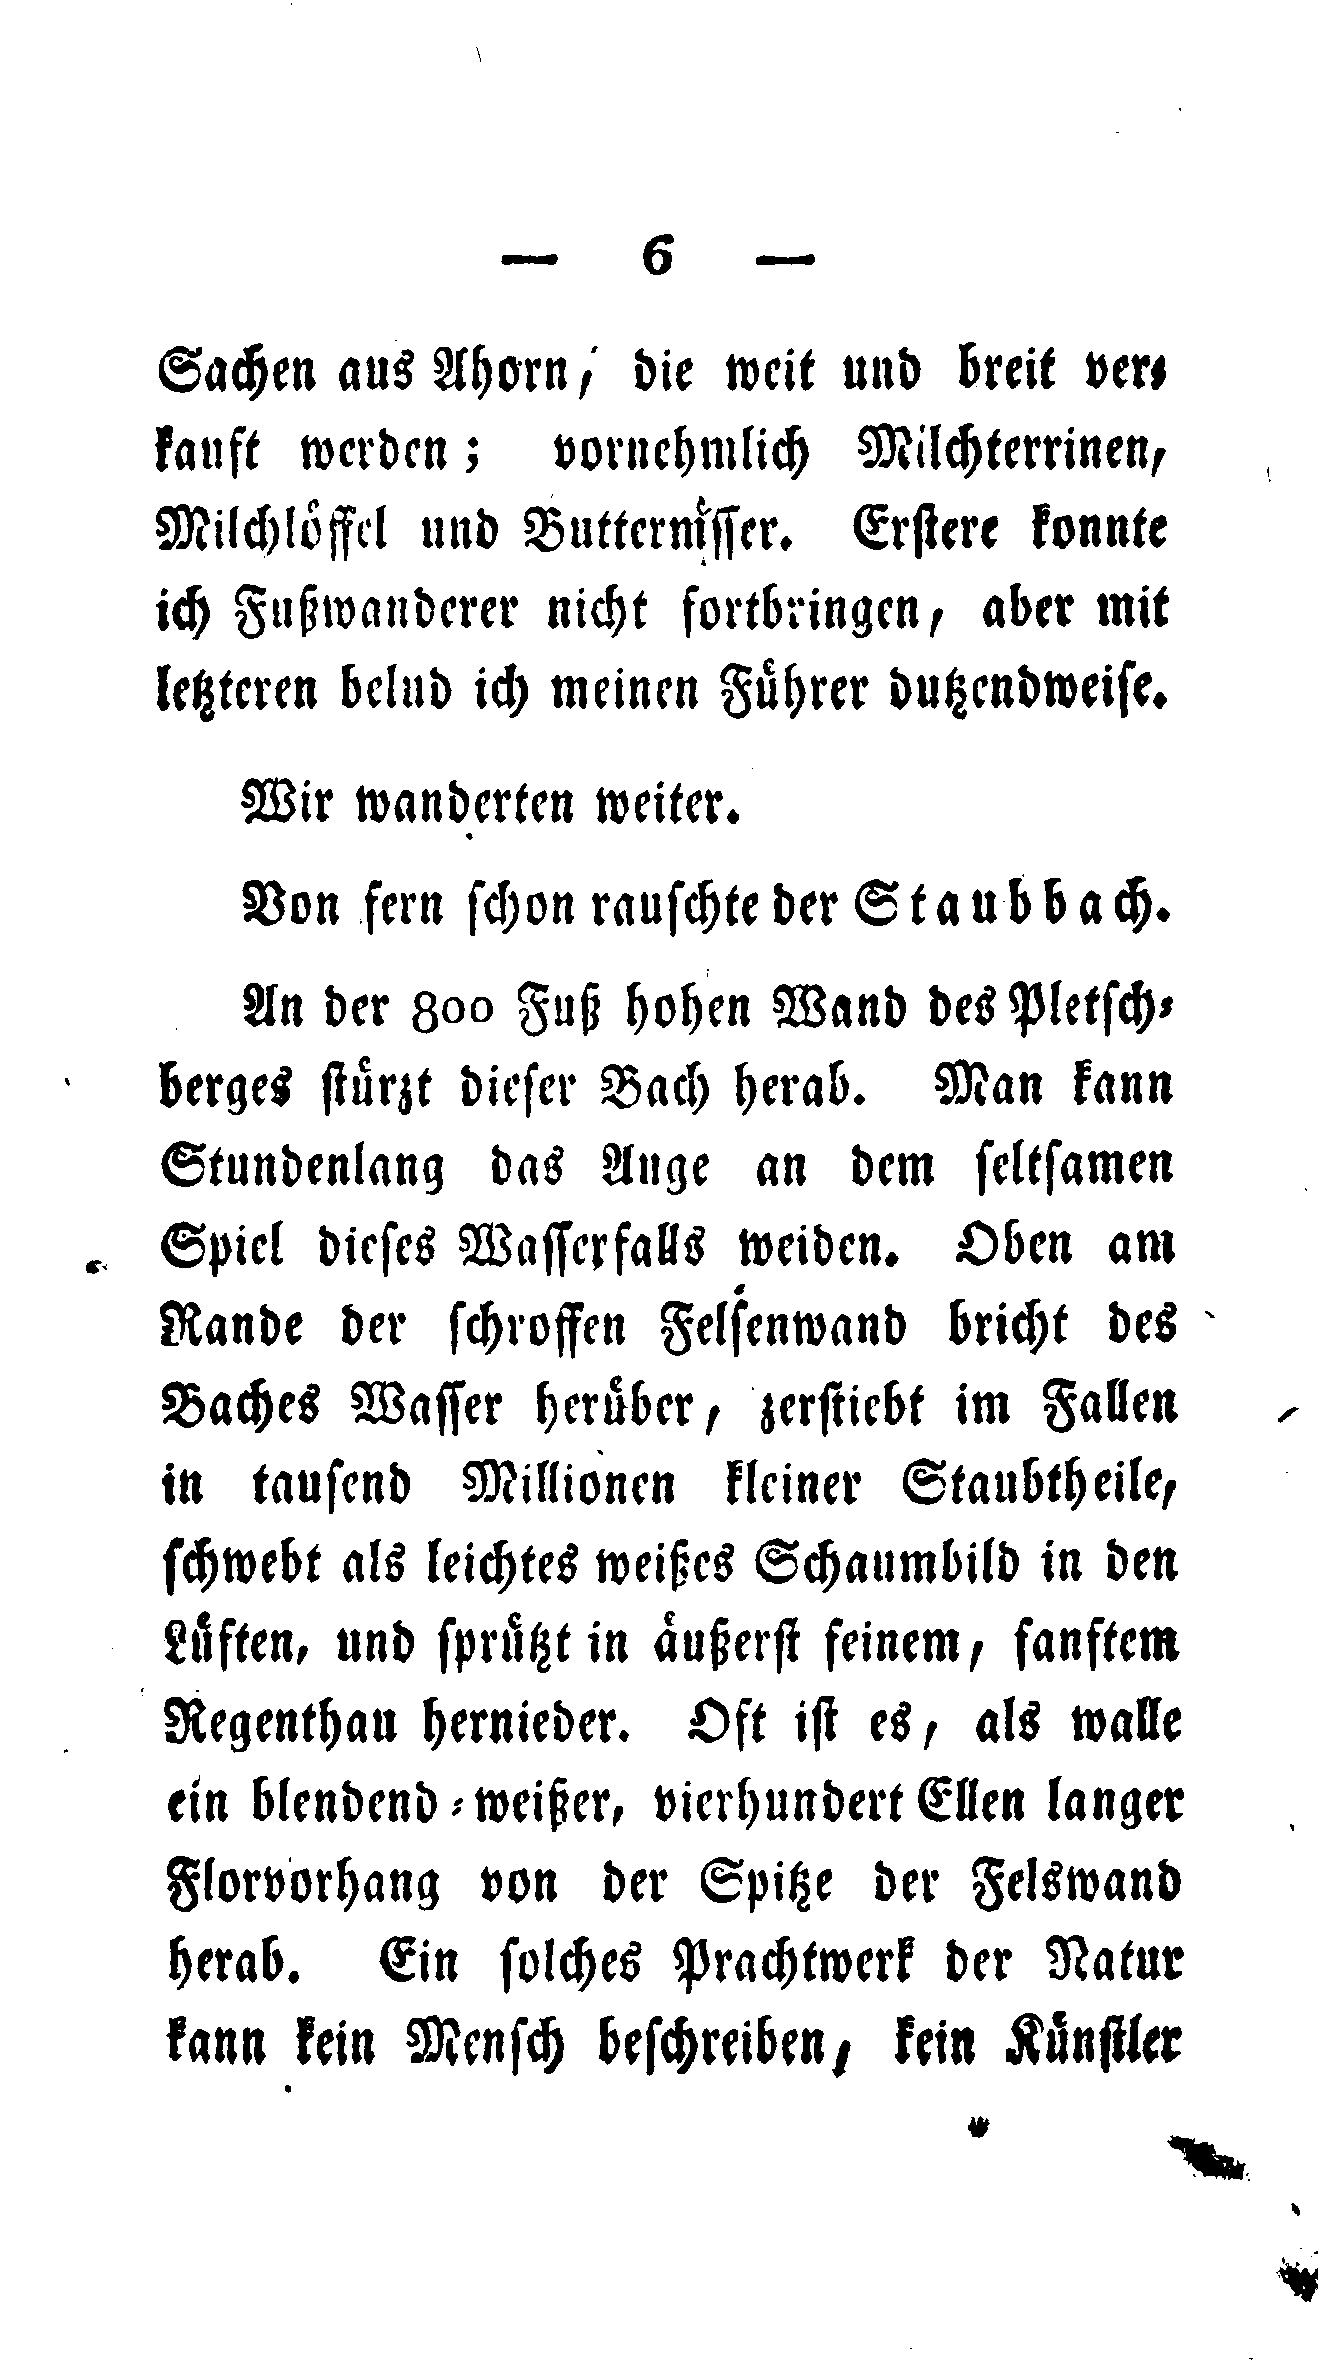 — 6 —
Sachen aus Ahorn, die weit und breit ver-
kauft werden; vornehmlich Milchterrinen,
Milchlöffel und Butternisser. Erstere konnte
ich Fußwanderer nicht fortbringen, aber mit
letzteren belud ich meinen Führer dutzendweise.
Wir wanderten weiter.
Von fern schon rauschte der Staubbach.
An der 800 Fuß hohen Wand des Pletsch-
berges stürzt dieser Bach herab. Man kann
Stundenlang das Auge an dem seltsamen
Spiel dieses Wasserfalls weiden. Oben am
Rande der schroffen Felsenwand bricht des
Baches Wasser herüber, zerstiebt im Fallen
in tausend Millionen kleiner Staubtheile,
schwebt als leichtes weißes Schaumbild in den
Lüften, und sprützt in äußerst feinem, sanftem
Regenthau hernieder. Oft ist es, als walle
ein blendend-weißer, vierhundert Ellen langer
Florvorhang von der Spitze der Felswand
herab. Ein solches Prachtwerk der Natur
kann kein Mensch beschreiben, kein Künstler